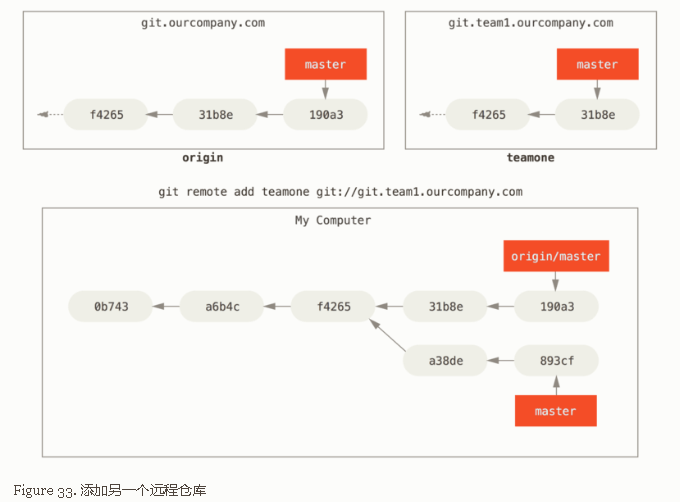 git.ourcompany.com
master
f4265
31b8e
190a3
origin
git.team1.ourcompany.com
master
f4265
31b8e
teamone
git remote add teamone git://git.team1.ourcompany.com
My Computer
origin/master
0b743
a6b4c
f4265
31b8e
190a3
a38de
893cf
master
Figure 33. 添加另一个远程仓库